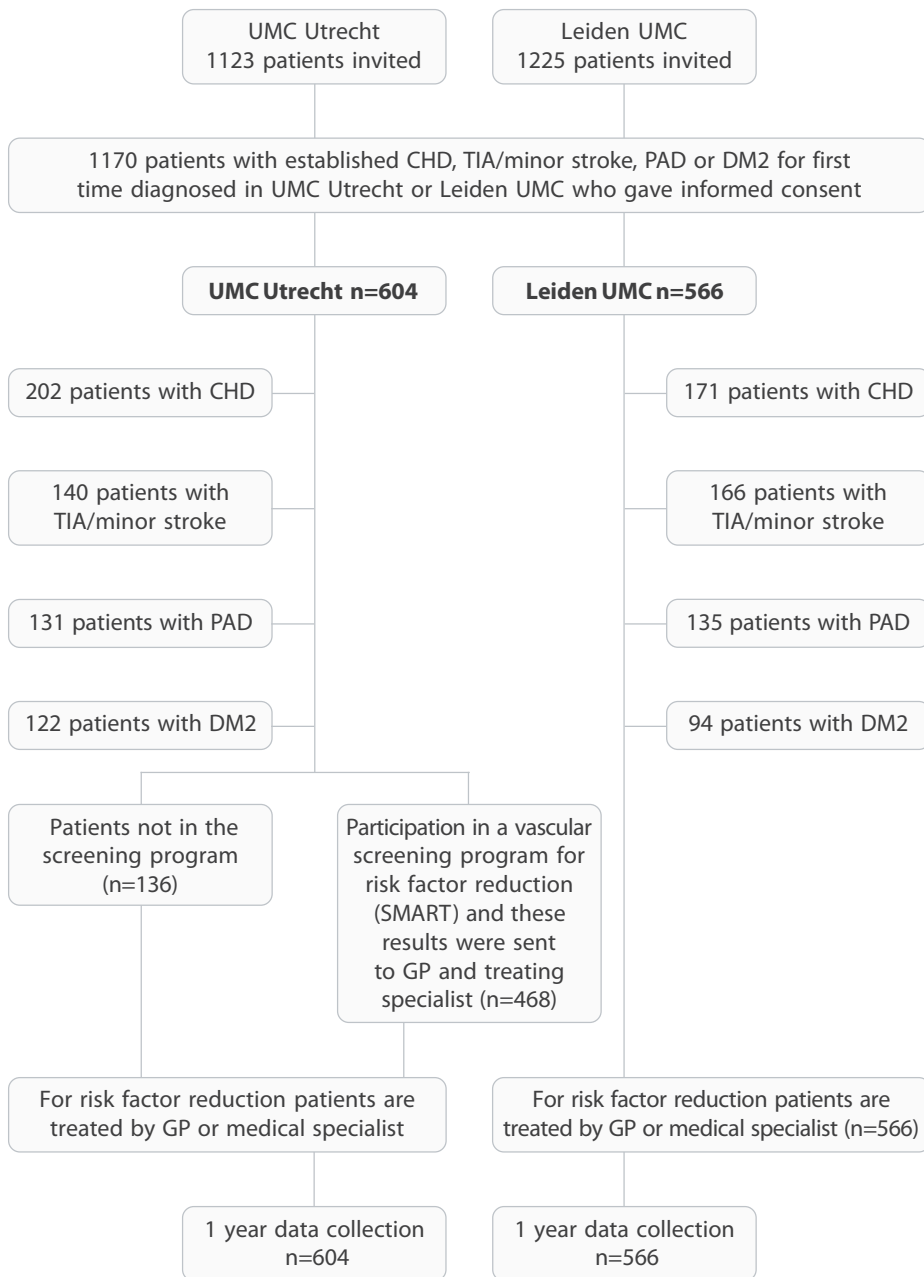 UMC Utrecht
1123 patients invited
Leiden UMC
1225 patients invited
1170 patients with established CHD, TIA/minor stroke, PAD or DM2 for first
time diagnosed in UMC Utrecht or Leiden UMC who gave informed consent
UMC Utrecht n=604
Leiden UMC n=566
202 patients with CHD
171 patients with CHD
140 patients with
TIA/minor stroke
166 patients with
TIA/minor stroke
131 patients with PAD
135 patients with PAD
122 patients with DM2
94 patients with DM2
Patients not in the
screening program
(n=136)
Participation in a vascular
screening program for
risk factor reduction
(SMART) and these
results were sent
to GP and treating
specialist (n=468)
For risk factor reduction patients are
treated by GP or medical specialist
For risk factor reduction patients are
treated by GP or medical specialist (n=566)
1 year data collection
n=604
1 year data collection
n=566